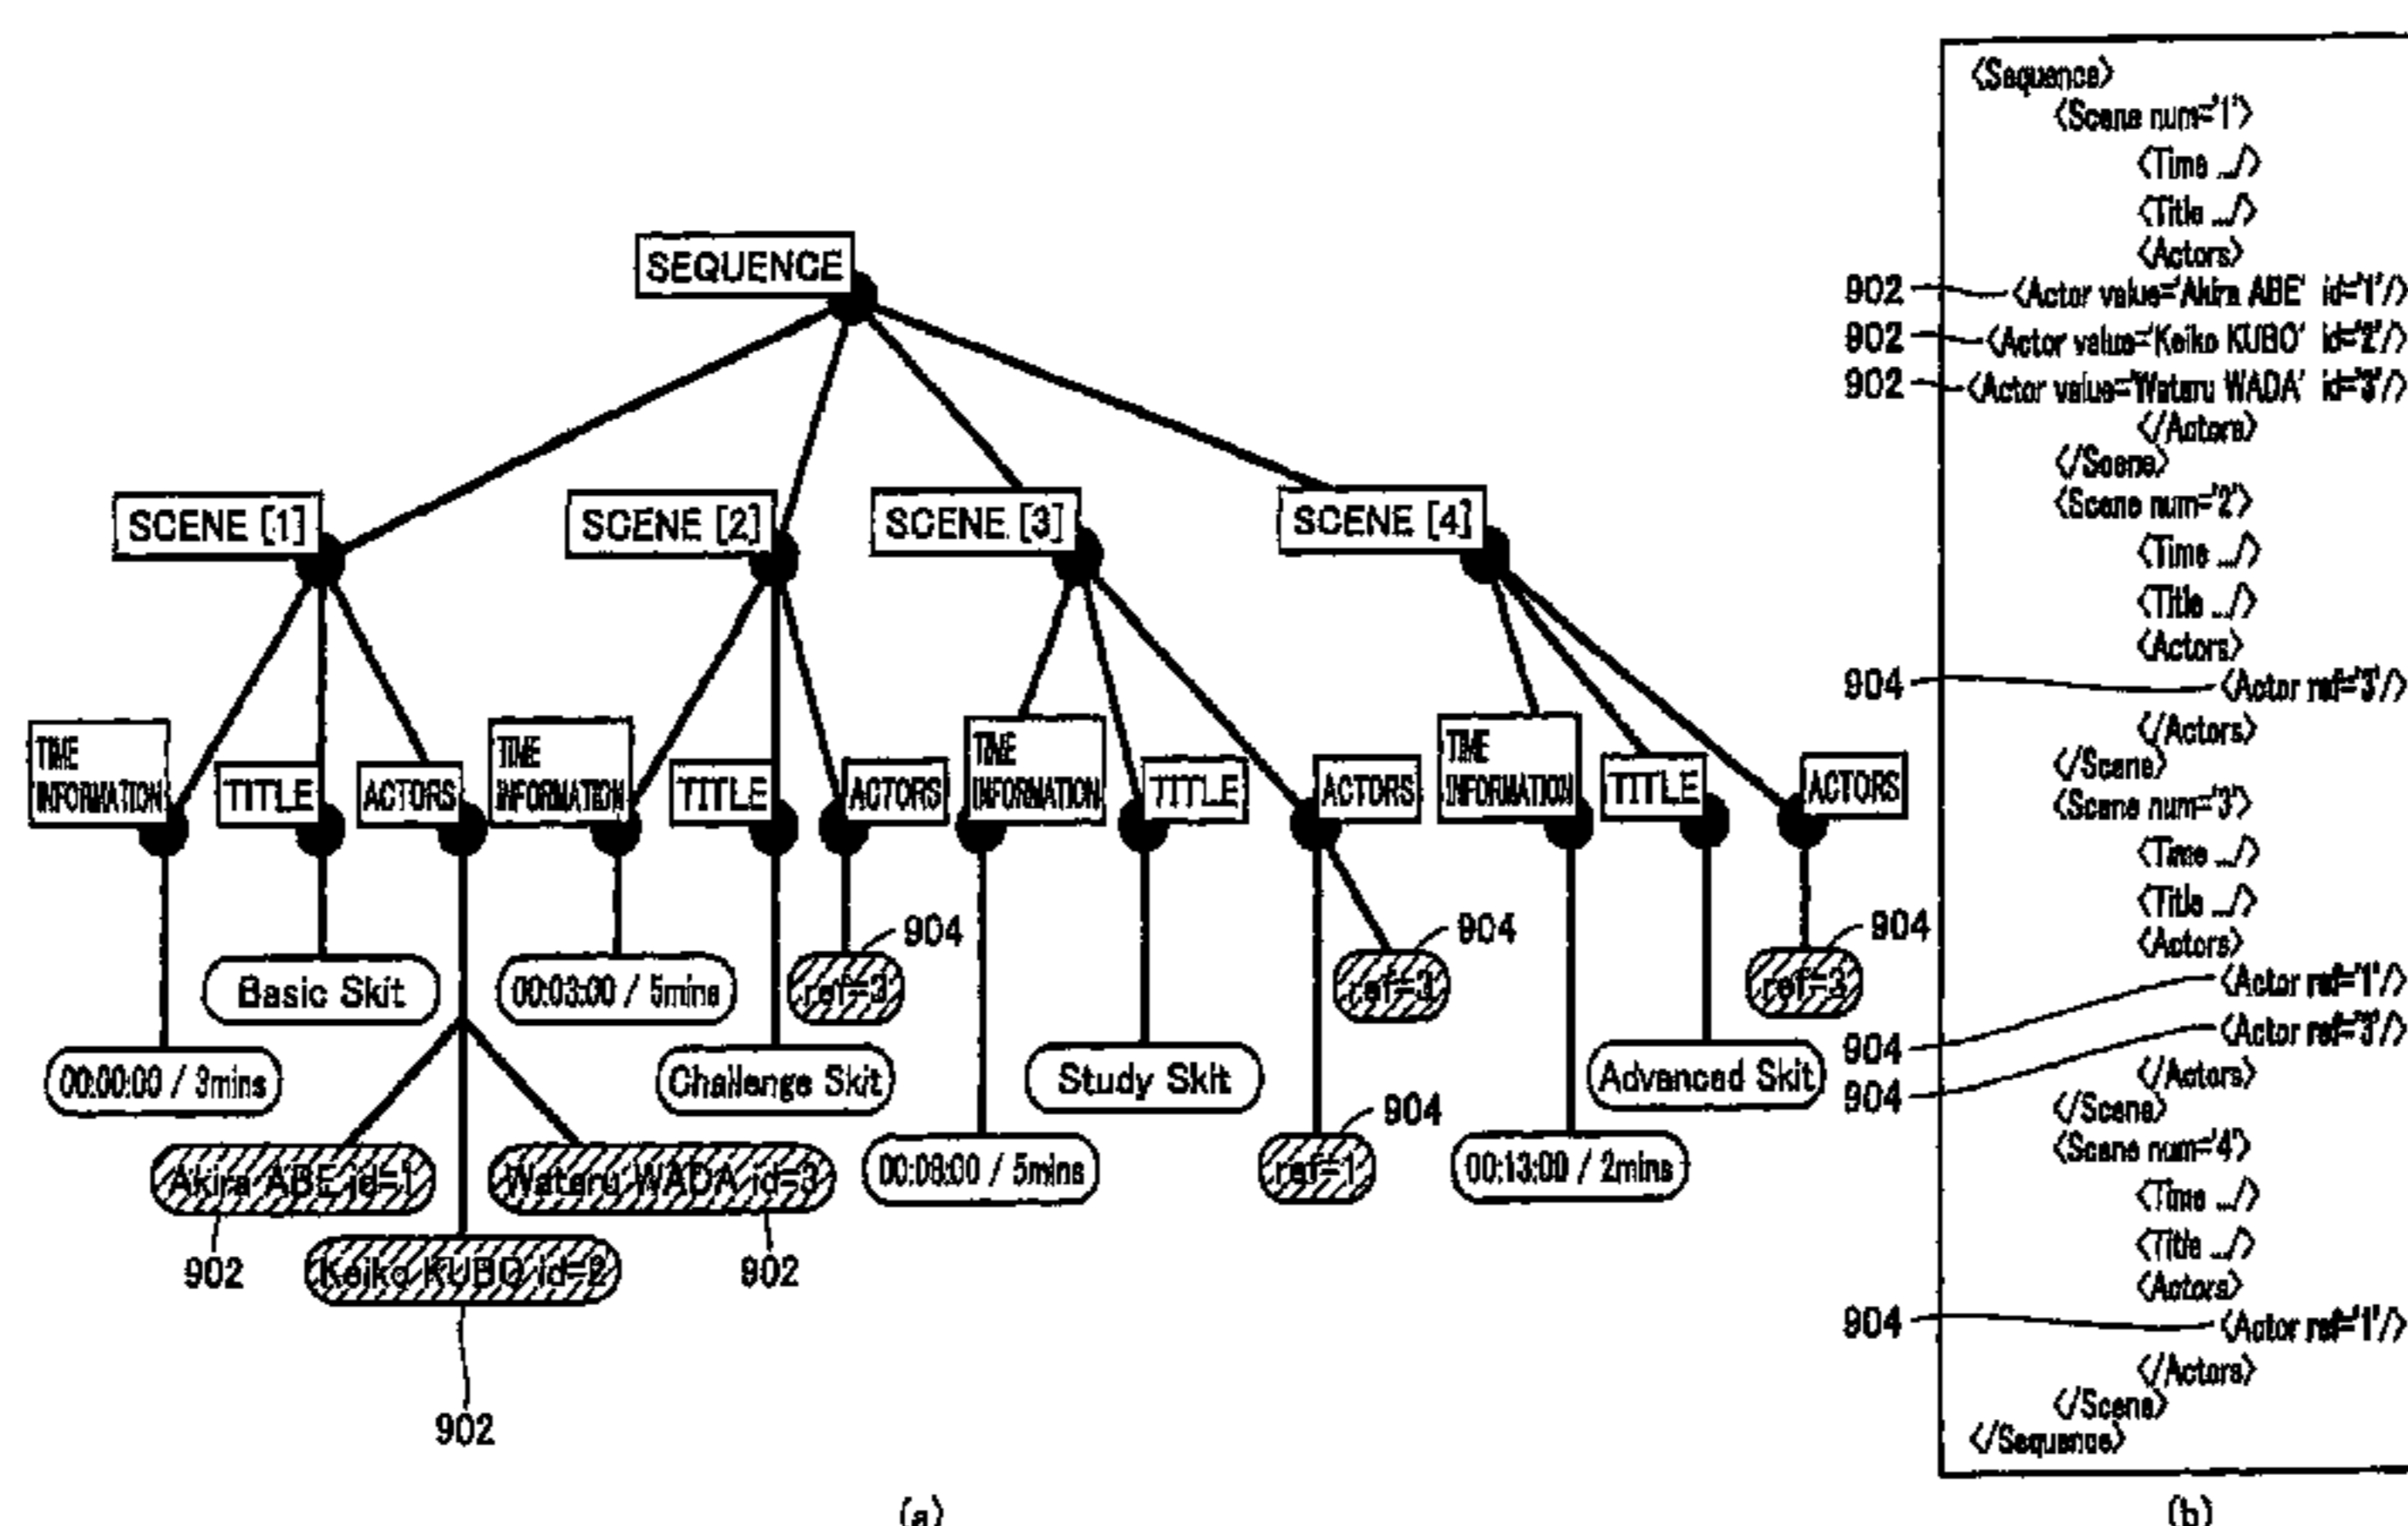 SEQUENCE
SCENE [1]
SCENE [2]
SCENE [3]
SCENE [4]
TIME
INFORMATION
TITLE
ACTORS
TIME
INFORMATION
TITLE
ACTORS
TIME
INFORMATION
TITLE
ACTORS
TIME
INFORMATION
TITLE
ACTORS
904
904
904
Basic Skit
00:03:00 / 5mins
ref=3
ref=3
ref=3
00:00:00 / 3mins
Challenge Skit
Study Skit
Advanced Skit
904
Akira ABE id=1
Wataru WADA id=3
00:08:00 / 5mins
ref=1
00:13:00 / 2mins
902
Keiko KUBO id=2
902
902
(a)
<Sequence>
<Scene num='1'>
<Time .../>
<Title .../>
<Actors>
902 <Actor value='Akira ABE' id='1'/>
902 <Actor value='Keiko KUBO' id='2'/>
902 <Actor value='Wataru WADA' id='3'/>
</Actors>
</Scene>
<Scene num='2'>
<Time .../>
<Title .../>
<Actors>
904 <Actor ref='3'/>
</Actors>
</Scene>
<Scene num='3'>
<Time .../>
<Title .../>
<Actors>
904 <Actor ref='1'/>
904 <Actor ref='3'/>
</Actors>
</Scene>
<Scene num='4'>
<Time .../>
<Title .../>
<Actors>
904 <Actor ref='1'/>
</Actors>
</Scene>
</Sequence>
(b)